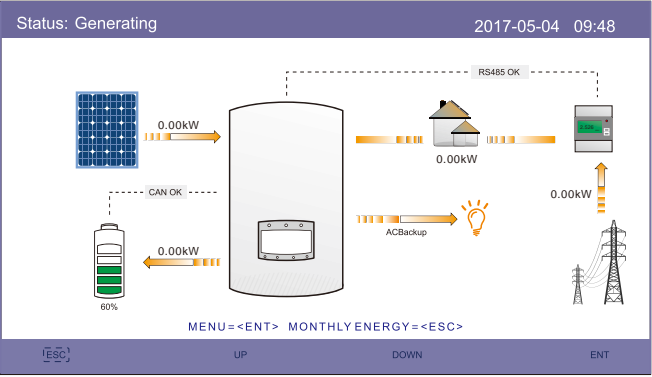 Status: Generating
2017-05-04 09:48
RS485 OK
0.00kW
0.00kW
0.00kW
CAN OK
0.00kW
ACBackup
60%
MENU=<ENT> MONTHLY ENERGY=<ESC>
ESC UP DOWN ENT